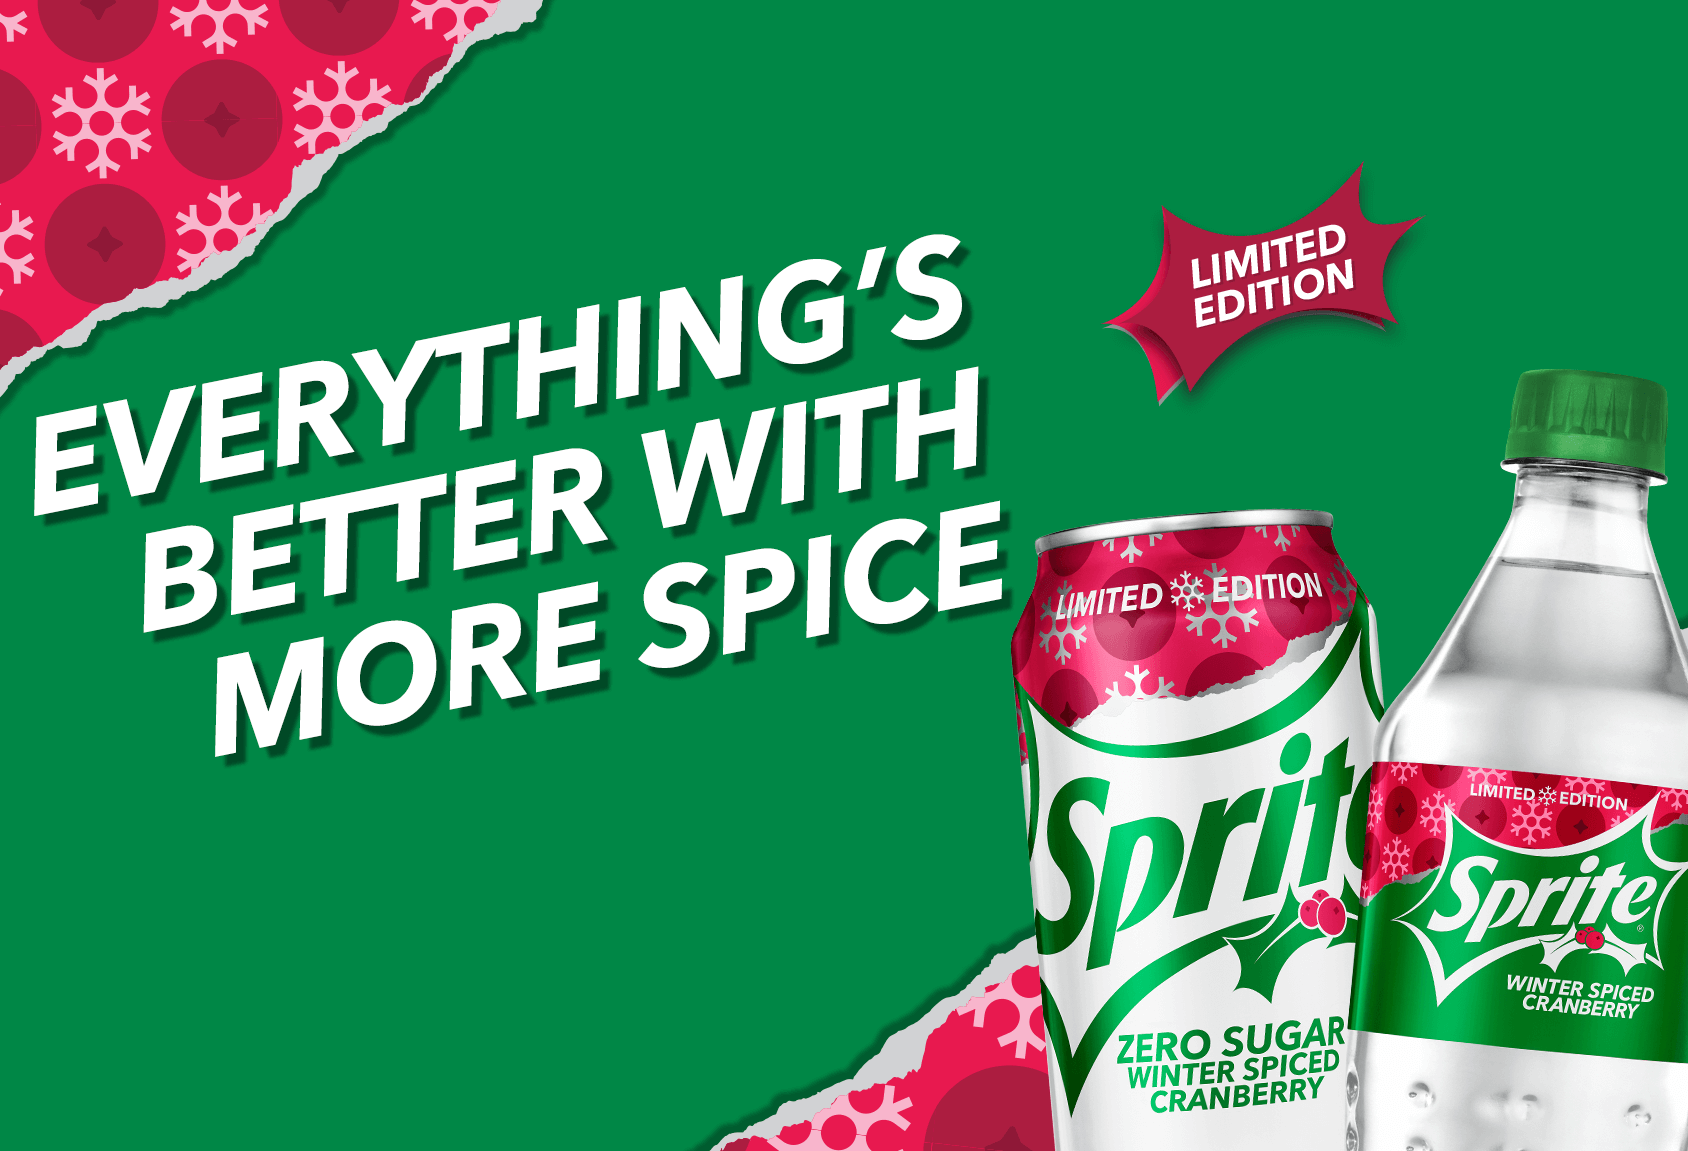 EVERYTHING'S
BETTER WITH
MORE SPICE
LIMITED
EDITION
LIMITED EDITION
Sprite
ZERO SUGAR
WINTER SPICED
CRANBERRY
LIMITED EDITION
Sprite
WINTER SPICED
CRANBERRY